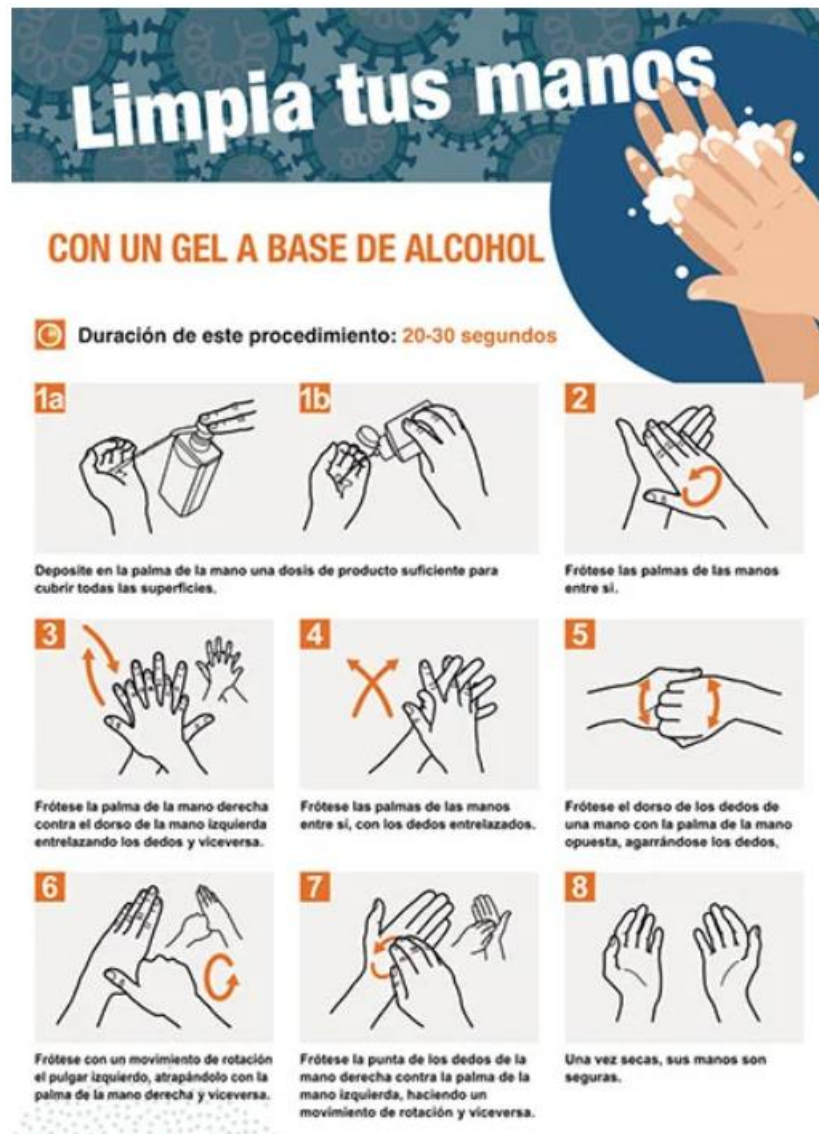 Limpia tus manos
CON UN GEL A BASE DE ALCOHOL
Duración de este procedimiento: 20-30 segundos
1a
1b
Deposite en la palma de la mano una dosis de producto suficiente para
cubrir todas las superficies.
2
Frótese las palmas de las manos
entre si.
3
Frótese la palma de la mano derecha
contra el dorso de la mano izquierda
entrelazando los dedos y viceversa.
4
Frótese las palmas de las manos
entre sí, con los dedos entrelazados.
5
Frótese el dorso de los dedos de
una mano con la palma de la mano
opuesta, agarrándose los dedos,
6
Frótese con un movimiento de rotación
el pulgar izquierdo, atrapándolo con la
palma de la mano derecha y viceversa.
7
Frótese la punta de los dedos de la
mano derecha contra la palma de la
mano izquierda, haciendo un
movimiento de rotación y viceversa.
8
Una vez secas, sus manos son
seguras.